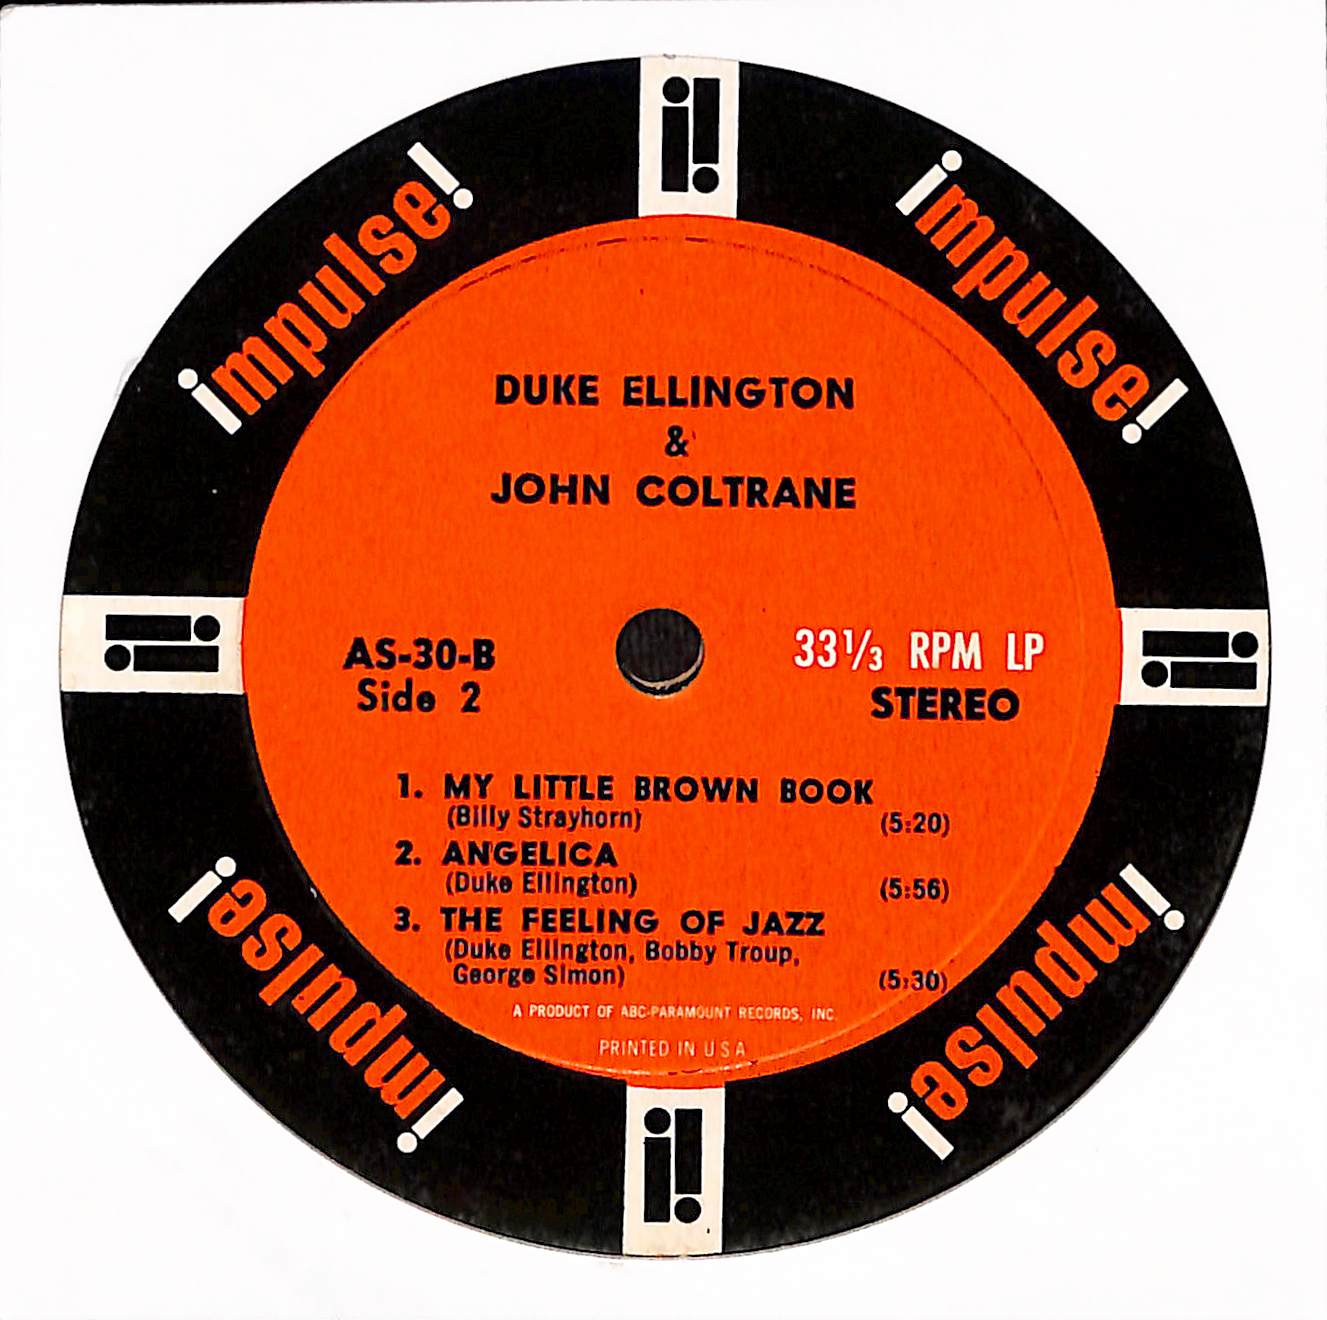 impulse!
impulse!
DUKE ELLINGTON
&
JOHN COLTRANE
AS-30-B
Side 2
33⅓ RPM LP
STEREO
1. MY LITTLE BROWN BOOK
(Billy Strayhorn) (5:20)
2. ANGELICA
(Duke Ellington) (5:56)
3. THE FEELING OF JAZZ
(Duke Ellington, Bobby Troup,
George Simon) (5:30)
A PRODUCT OF ABC-PARAMOUNT RECORDS, INC.
PRINTED IN U S A
impulse!
impulse!